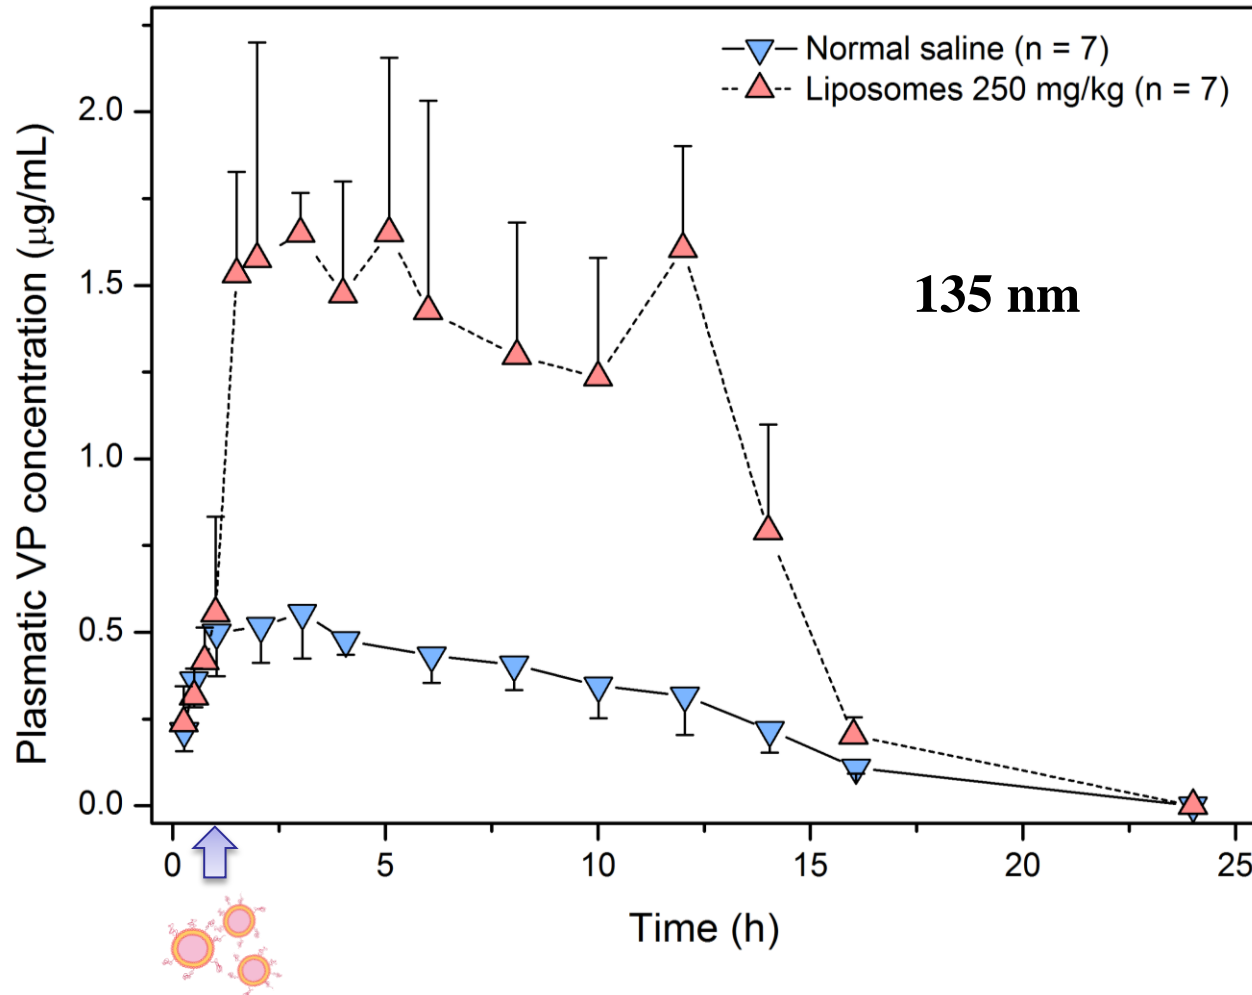 Normal saline (n = 7)
Liposomes 250 mg/kg (n = 7)
135 nm
Plasmatic VP concentration (μg/mL)
2.0
1.5
1.0
0.5
0.0
0 5 10 15 20 25
Time (h)